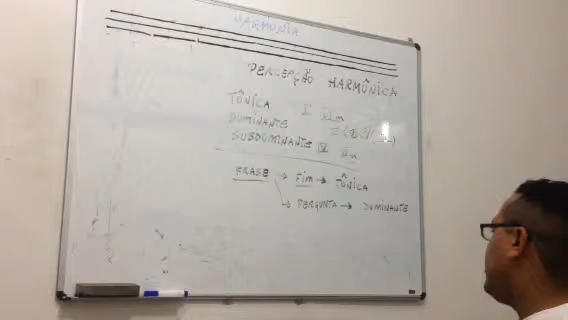 HARMONIA
PERCEPÇÃO HARMÔNICA
TÔNICA I
DOMINANTE
SUBDOMINANTE
FRASE → FIM → TÔNICA
→ PERGUNTA → DOMINANTE